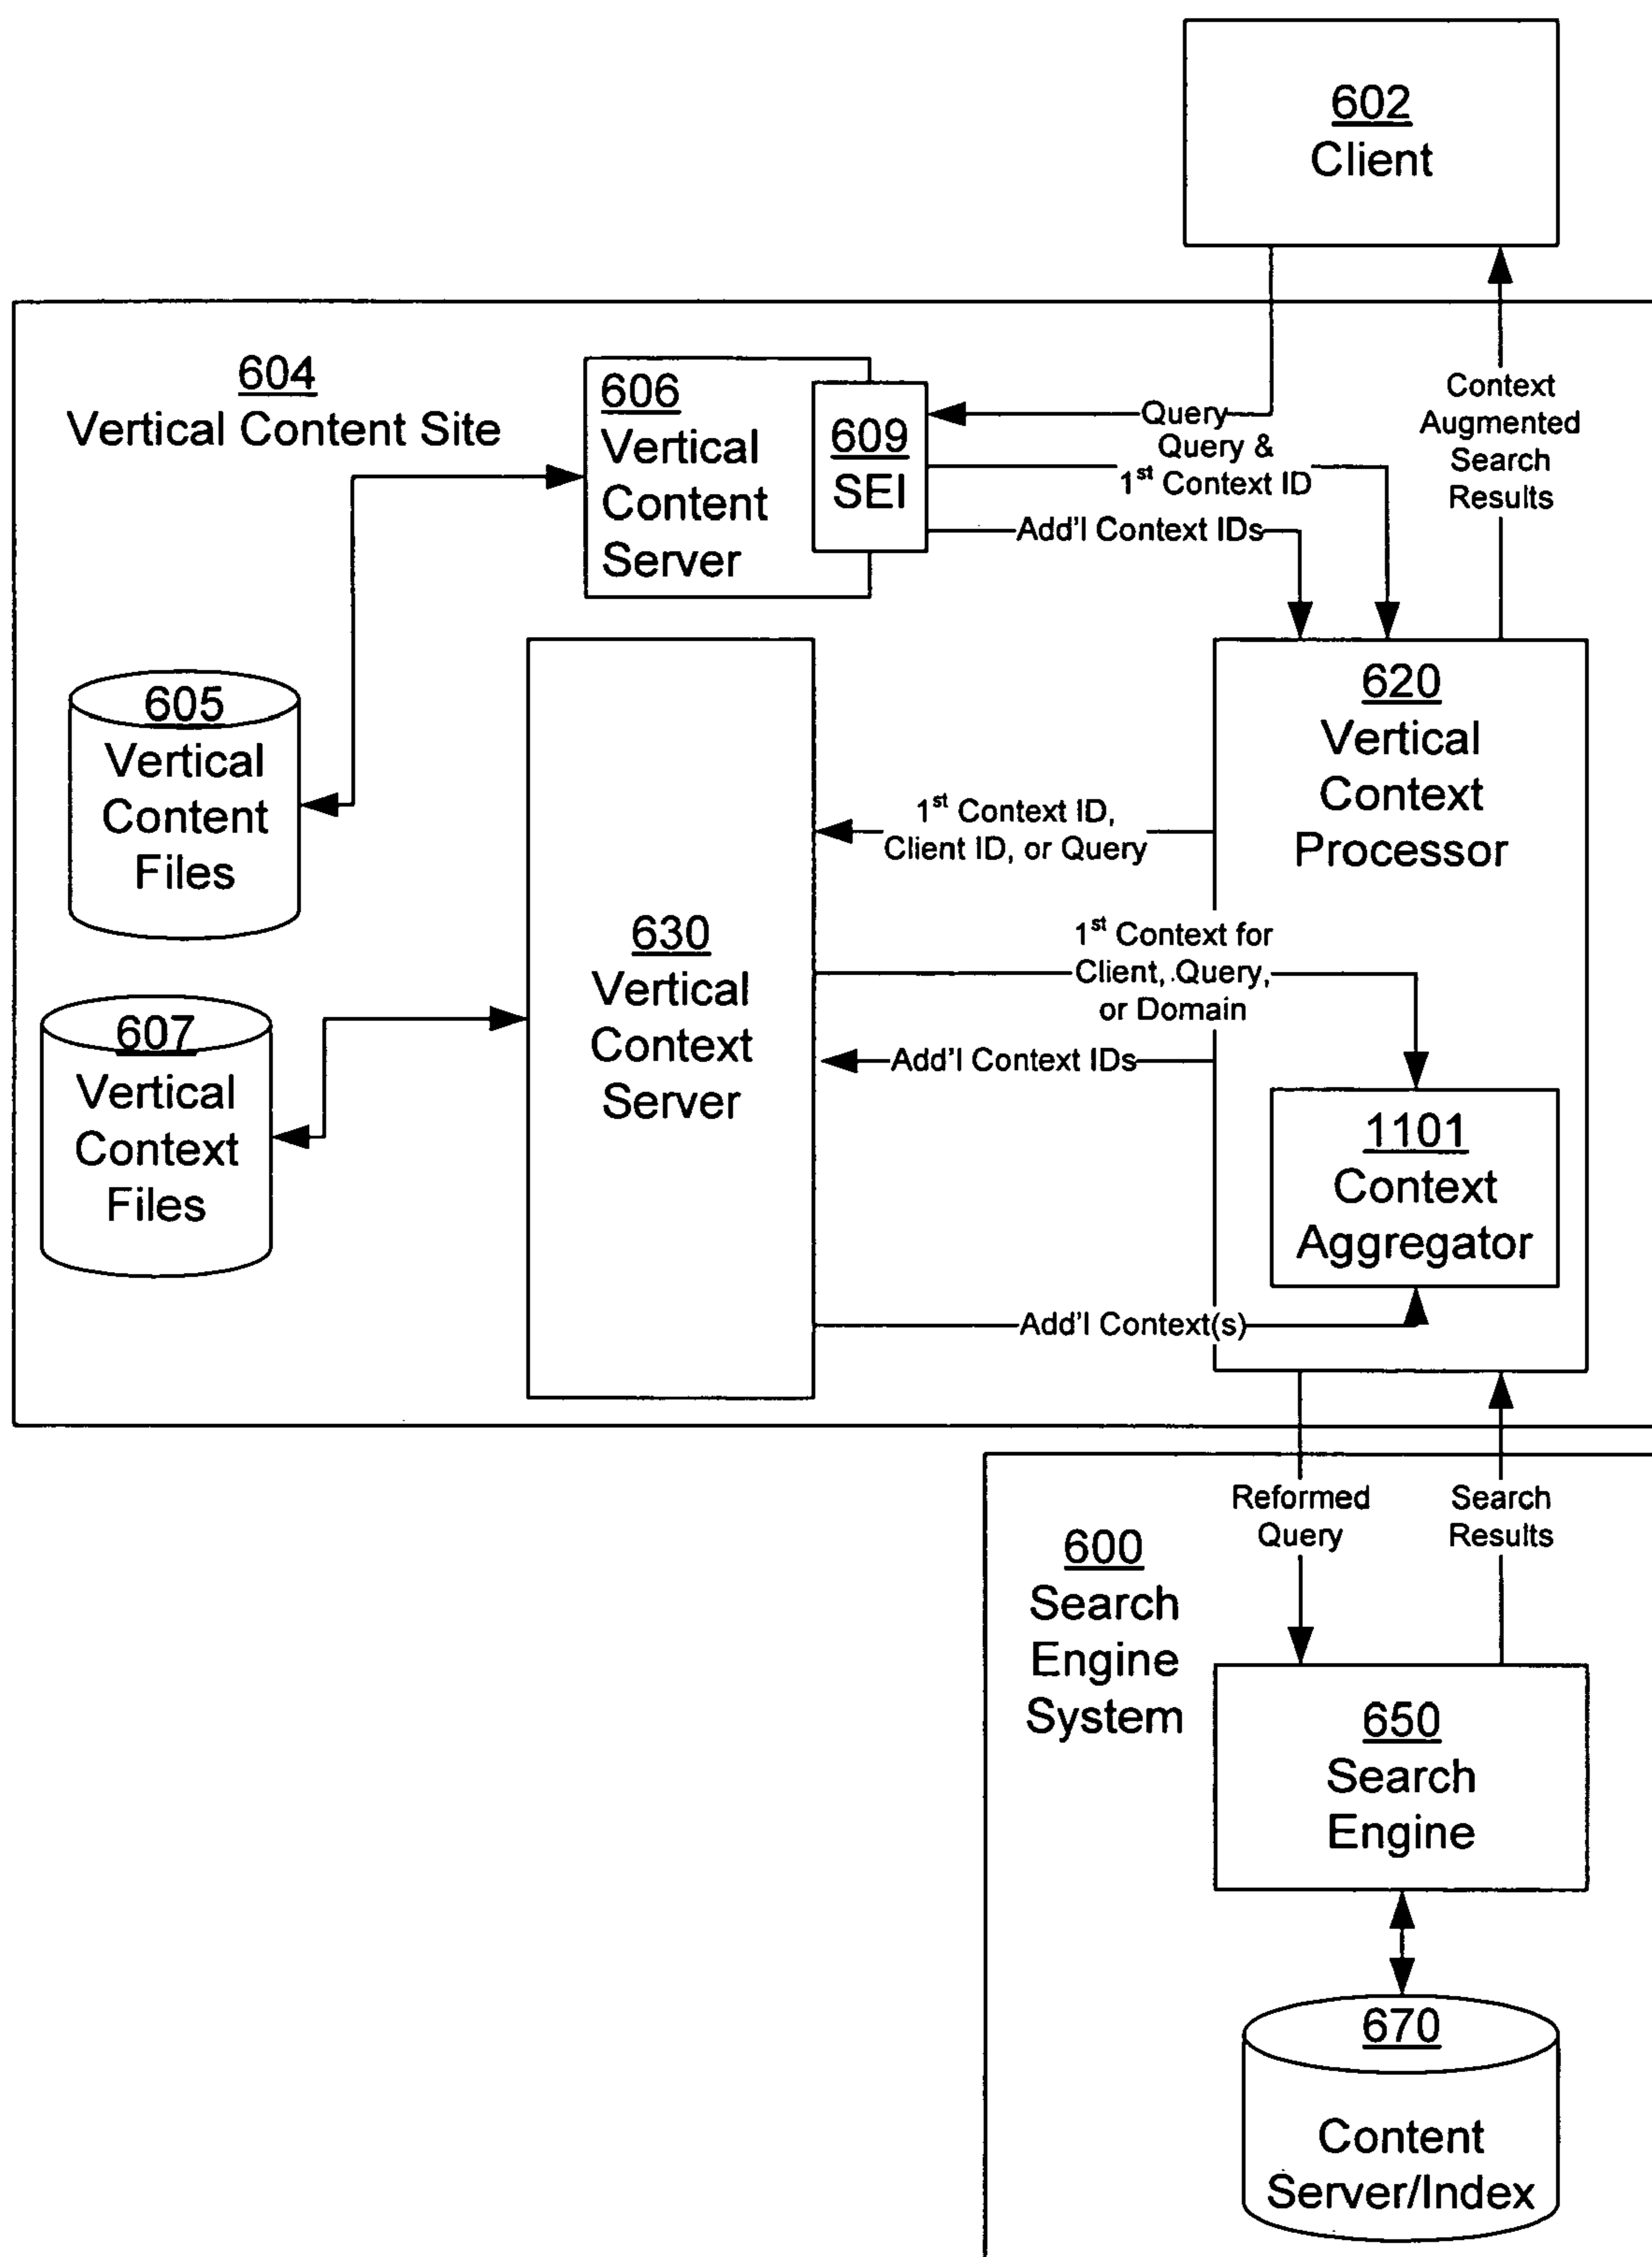 602
Client
604
Vertical Content Site
606
Vertical
Content
Server
609
SEI
Query
Query &
1st Context ID
Add'l Context IDs
Context
Augmented
Search
Results
605
Vertical
Content
Files
607
Vertical
Context
Files
630
Vertical
Context
Server
620
Vertical
Context
Processor
1st Context ID,
Client ID, or Query
1st Context for
Client, Query,
or Domain
Add'l Context IDs
1101
Context
Aggregator
Add'l Context(s)
Reformed
Query
Search
Results
600
Search
Engine
System
650
Search
Engine
670
Content
Server/Index